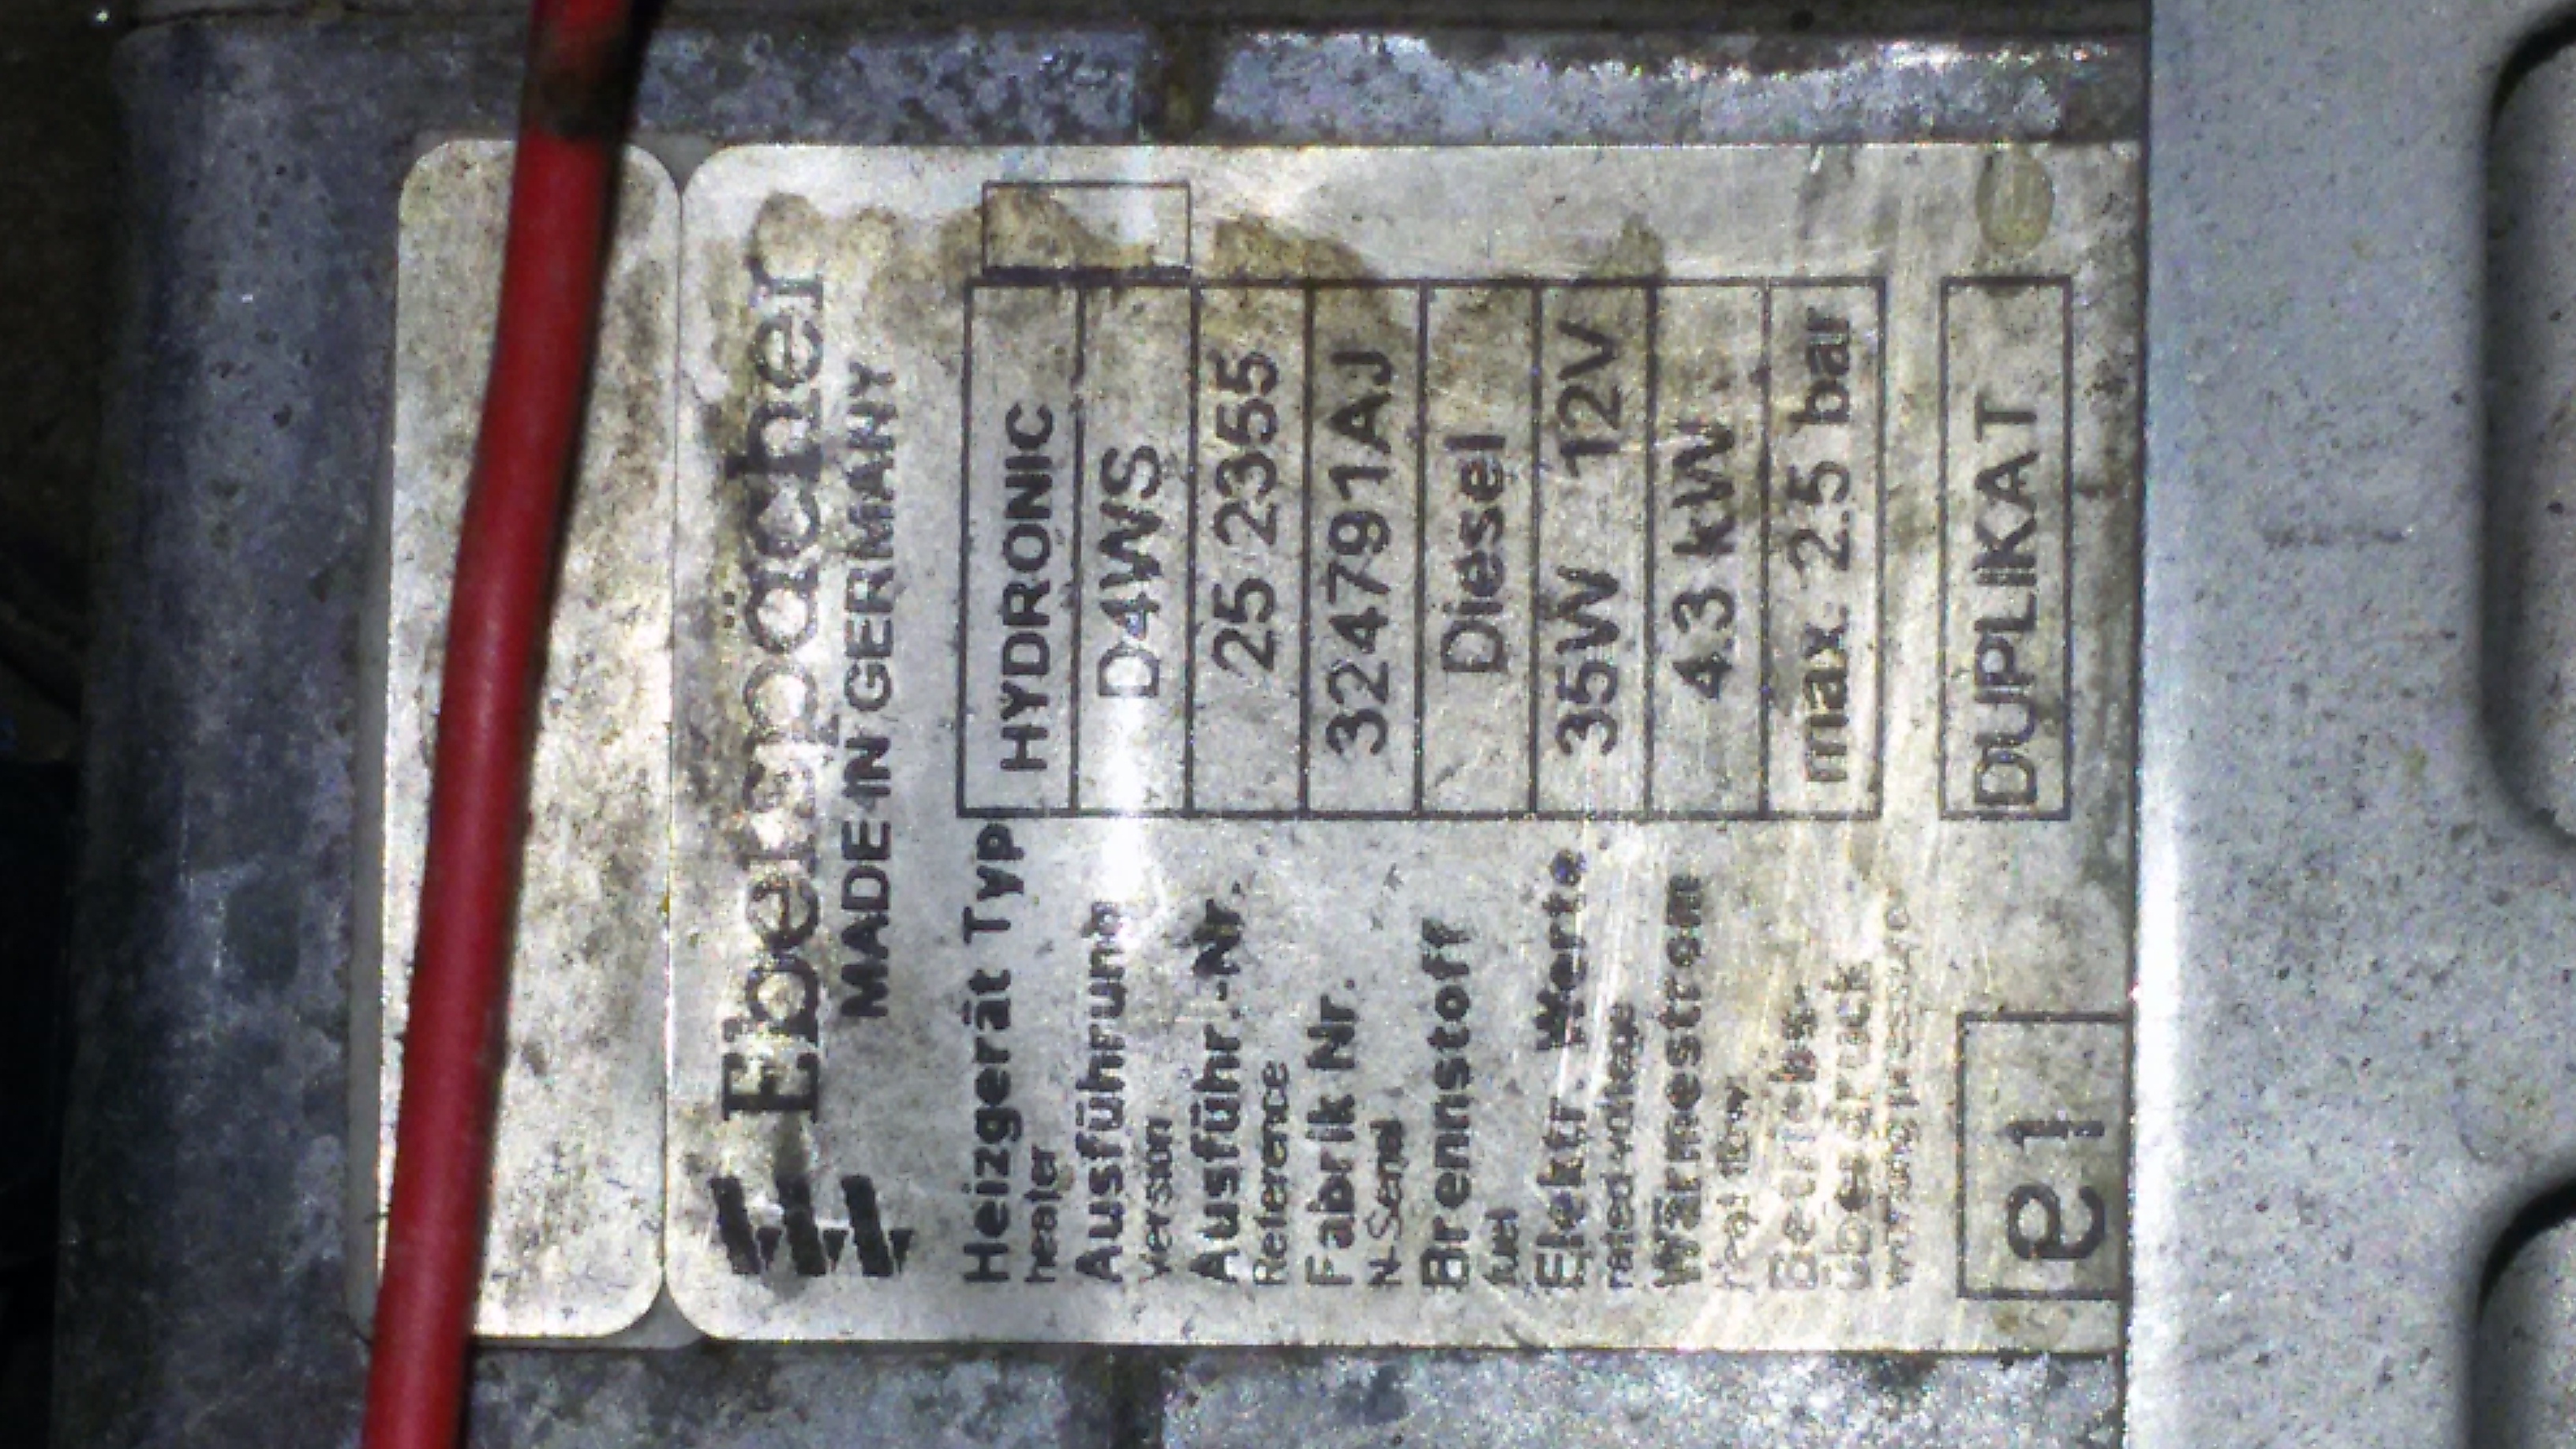 Eberspächer
MADE IN GERMANY
Heizgerät Typ HYDRONIC
heater
Ausführung D4WS
version
Ausführ.-Nr. 25 2355
Reference
Fabrik Nr. 324791AJ
N-Serial
Brennstoff Diesel
fuel
Elektr. Werte 35W 12V
rated voltage
Wärmestrom 4.3 kW
heat flow
Betriebs- max. 2.5 bar
überdruck
working pressure
e1 DUPLIKAT